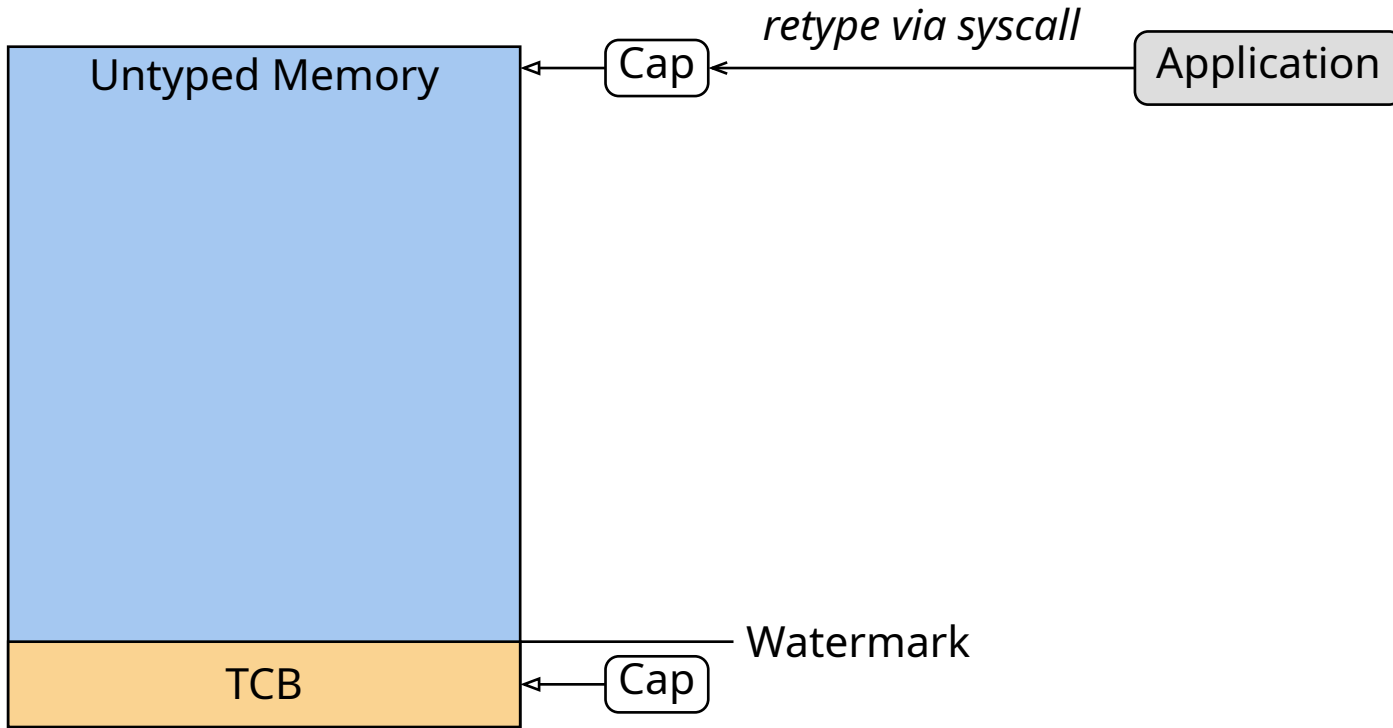 retype via syscall
Untyped Memory
Cap
Application
Watermark
TCB
Cap